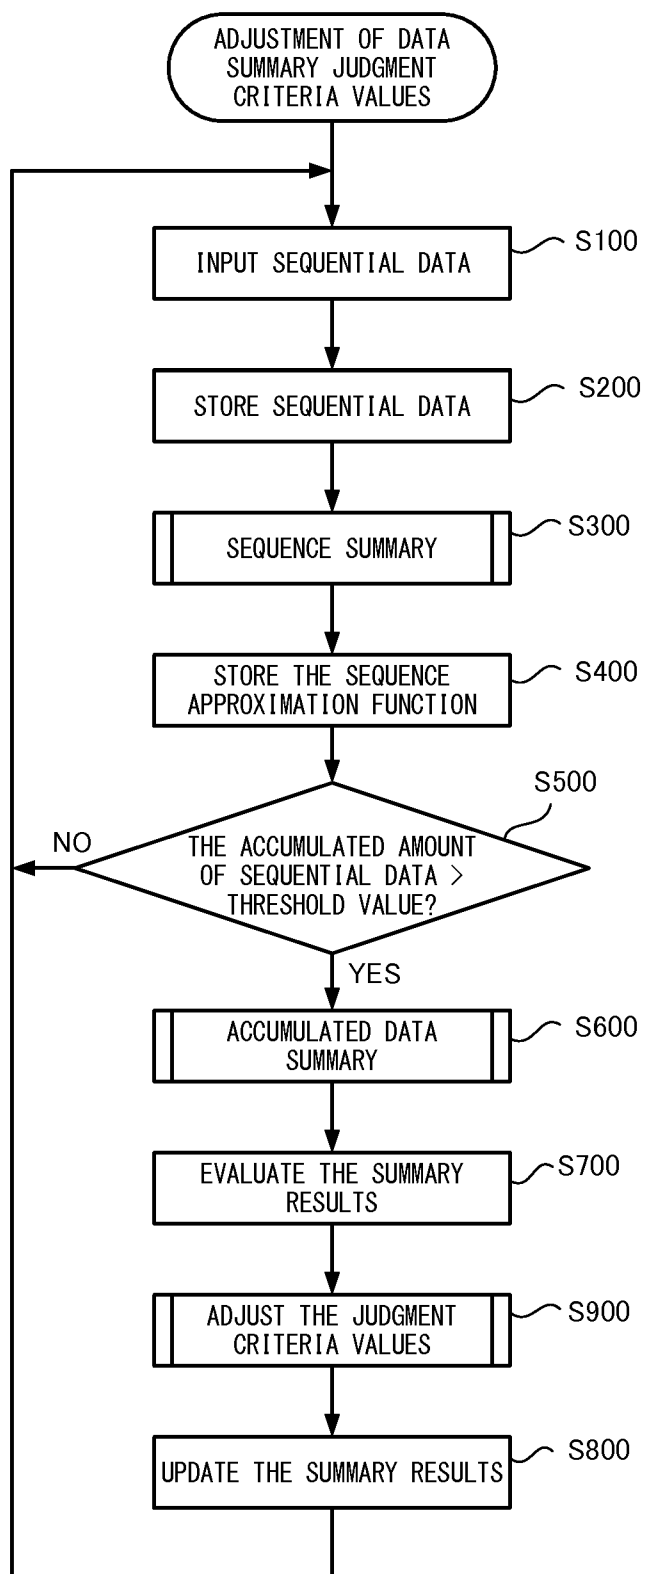 ADJUSTMENT OF DATA
SUMMARY JUDGMENT
CRITERIA VALUES
INPUT SEQUENTIAL DATA
S100
STORE SEQUENTIAL DATA
S200
SEQUENCE SUMMARY
S300
STORE THE SEQUENCE
APPROXIMATION FUNCTION
S400
S500
NO
THE ACCUMULATED AMOUNT
OF SEQUENTIAL DATA >
THRESHOLD VALUE?
YES
ACCUMULATED DATA
SUMMARY
S600
EVALUATE THE SUMMARY
RESULTS
S700
ADJUST THE JUDGMENT
CRITERIA VALUES
S900
UPDATE THE SUMMARY RESULTS
S800